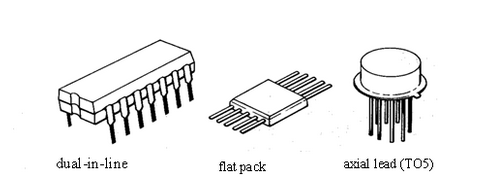 dual-in-line
flat pack
axial lead (TO5)